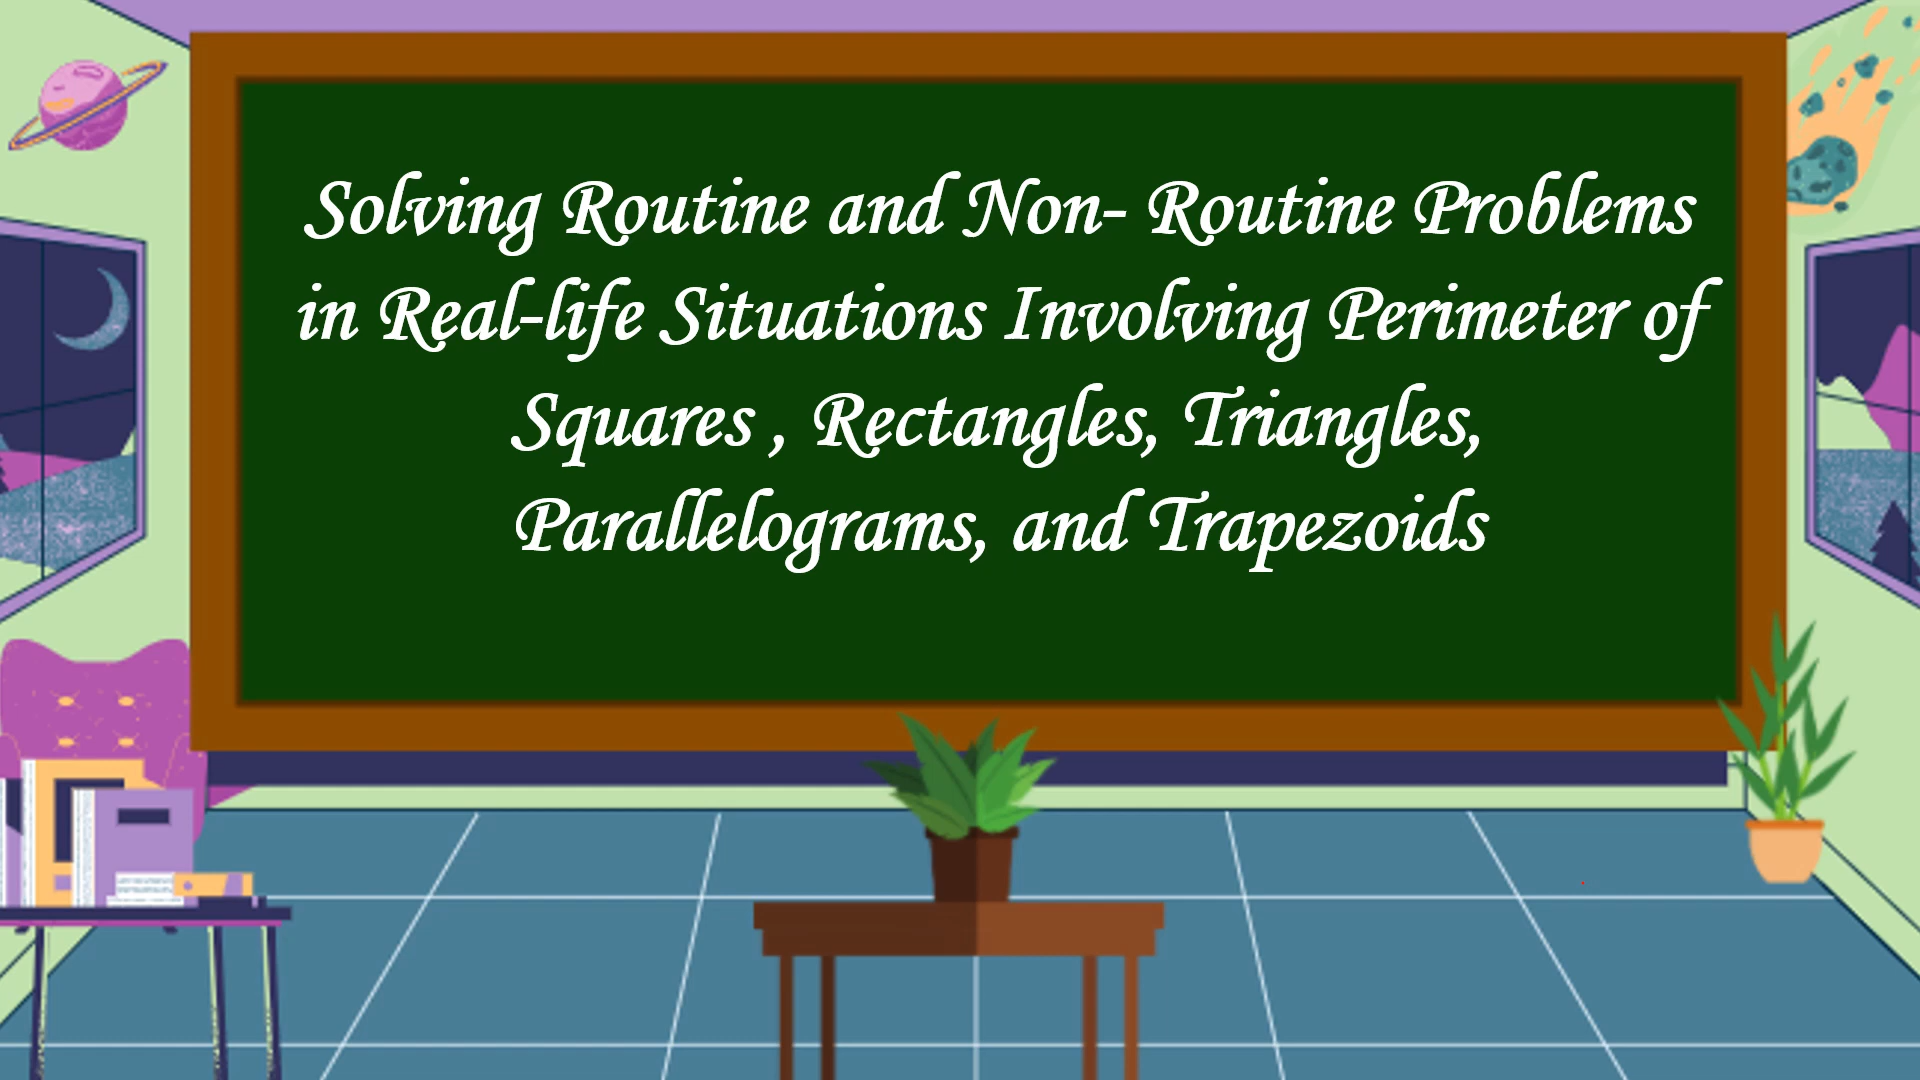 Solving Routine and Non- Routine Problems
in Real-life Situations Involving Perimeter of
Squares , Rectangles, Triangles,
Parallelograms, and Trapezoids